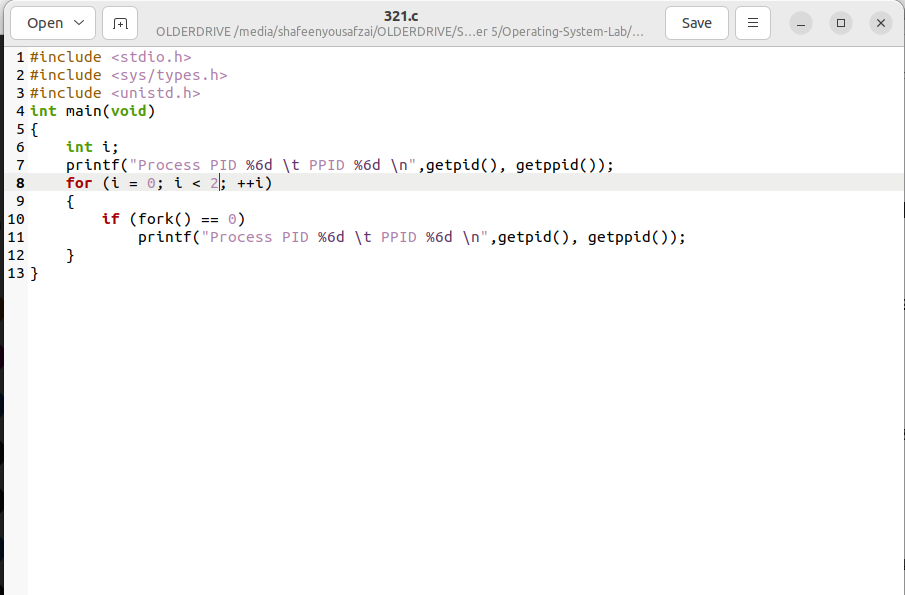 Open
321.c
OLDERDRIVE /media/shafeenyousafzai/OLDERDRIVE/S...er 5/Operating-System-Lab/...
Save
1 #include <stdio.h>
2 #include <sys/types.h>
3 #include <unistd.h>
4 int main(void)
5 {
6     int i;
7     printf("Process PID %6d \t PPID %6d \n",getpid(), getppid());
8     for (i = 0; i < 2; ++i)
9     {
10         if (fork() == 0)
11             printf("Process PID %6d \t PPID %6d \n",getpid(), getppid());
12     }
13 }